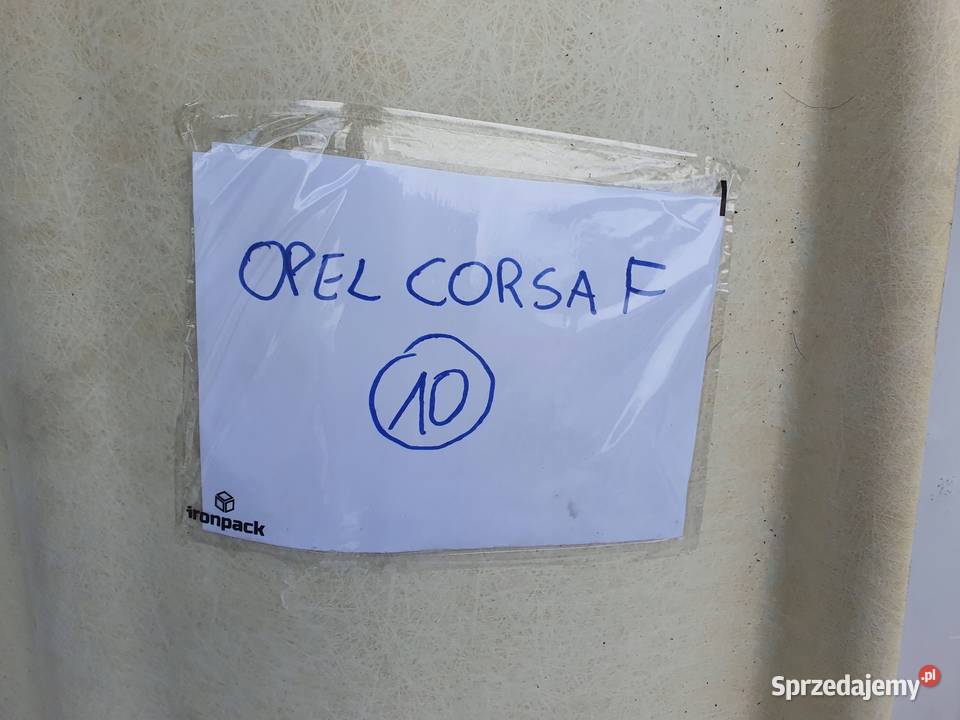 OPEL CORSA F
10
ironpack
Sprzedajemy.pl